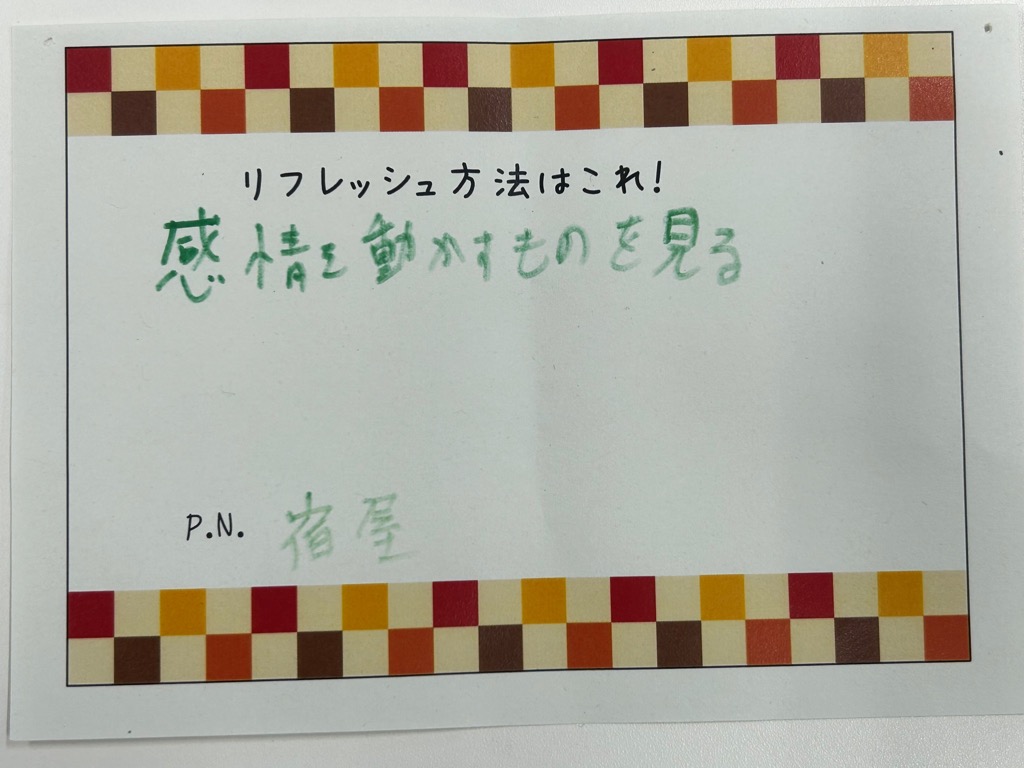 リフレッシュ方法はこれ!
感情を動かすものを見る
P.N. 宿屋